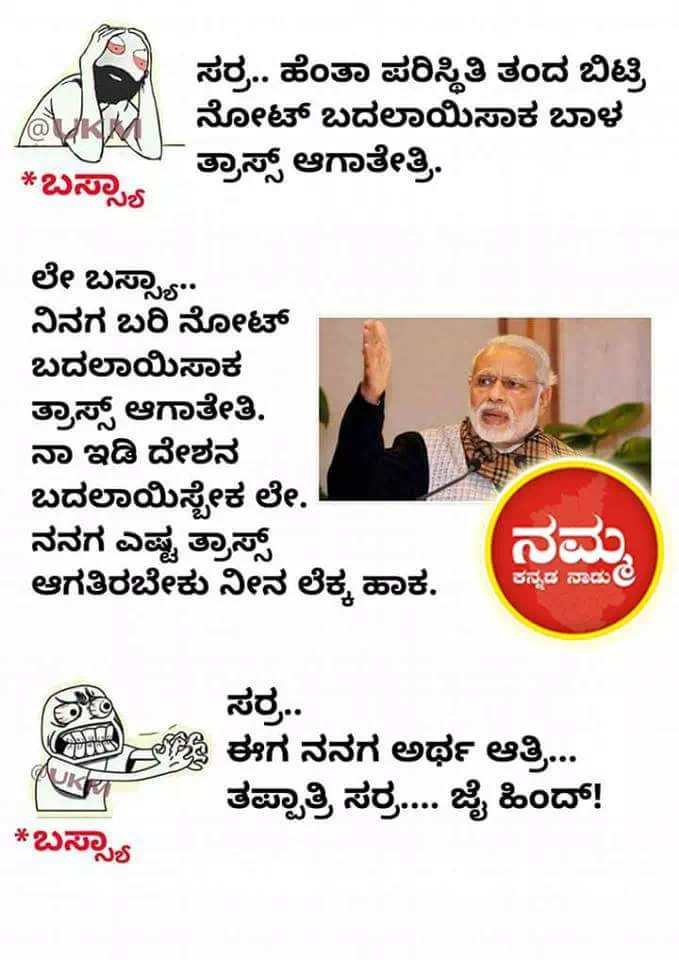 ಸರ್ರ.. ಹೆಂತಾ ಪರಿಸ್ಥಿತಿ ತಂದ ಬಿಟ್ರಿ
ನೋಟ್ ಬದಲಾಯಿಸಾಕ ಬಾಳ
ತ್ರಾಸ್ಸ್ ಆಗಾತೇತ್ರಿ.
@UKM
*ಬಸ್ಸ್ಯಾ
ಲೇ ಬಸ್ಸ್ಯಾ..
ನಿನಗ ಬರಿ ನೋಟ್
ಬದಲಾಯಿಸಾಕ
ತ್ರಾಸ್ಸ್ ಆಗಾತೇತಿ.
ನಾ ಇಡಿ ದೇಶನ
ಬದಲಾಯಿಸ್ಬೇಕ ಲೇ.
ನನಗ ಎಷ್ಟ ತ್ರಾಸ್ಸ್
ಆಗತಿರಬೇಕು ನೀನ ಲೆಕ್ಕ ಹಾಕ.
ನಮ್ಮ
ಕನ್ನಡ ನಾಡು
ಸರ್ರ..
ಈಗ ನನಗ ಅರ್ಥ ಆತ್ರಿ...
ತಪ್ಪಾತ್ರಿ ಸರ್ರ.... ಜೈ ಹಿಂದ್!
@UKM
*ಬಸ್ಸ್ಯಾ